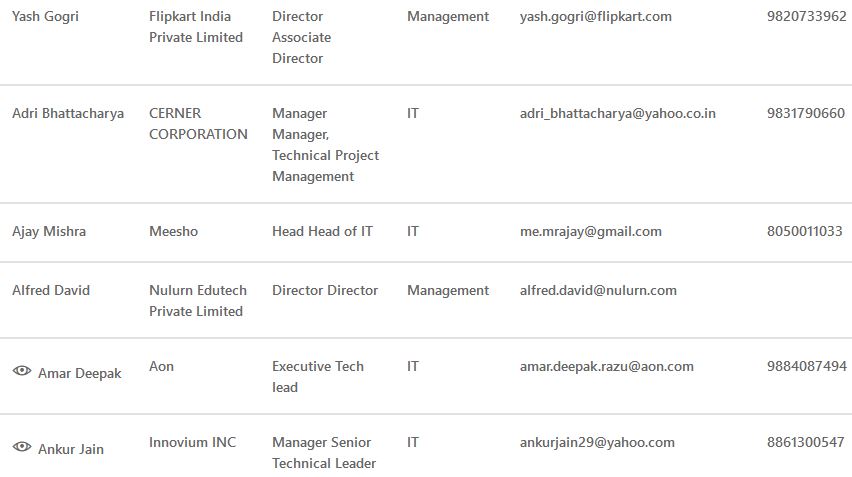 Yash Gogri Flipkart India Director Management yash.gogri@flipkart.com 9820733962
Private Limited Associate
Director
Adri Bhattacharya CERNER Manager IT adri_bhattacharya@yahoo.co.in 9831790660
CORPORATION Manager,
Technical Project
Management
Ajay Mishra Meesho Head Head of IT IT me.mrajay@gmail.com 8050011033
Alfred David Nulurn Edutech Director Director Management alfred.david@nulurn.com
Private Limited
Amar Deepak Aon Executive Tech IT amar.deepak.razu@aon.com 9884087494
lead
Ankur Jain Innovium INC Manager Senior IT ankurjain29@yahoo.com 8861300547
Technical Leader